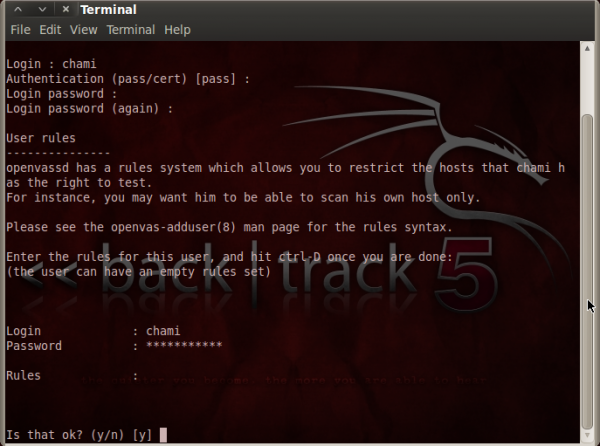 Terminal
File Edit View Terminal Help
Login : chami
Authentication (pass/cert) [pass] :
Login password :
Login password (again) :
User rules
---------------
openvassd has a rules system which allows you to restrict the hosts that chami h
as the right to test.
For instance, you may want him to be able to scan his own host only.
Please see the openvas-adduser(8) man page for the rules syntax.
Enter the rules for this user, and hit ctrl-D once you are done:
(the user can have an empty rules set)
<< back | track 5
Login : chami
Password : ***********
Rules :
Is that ok? (y/n) [y]